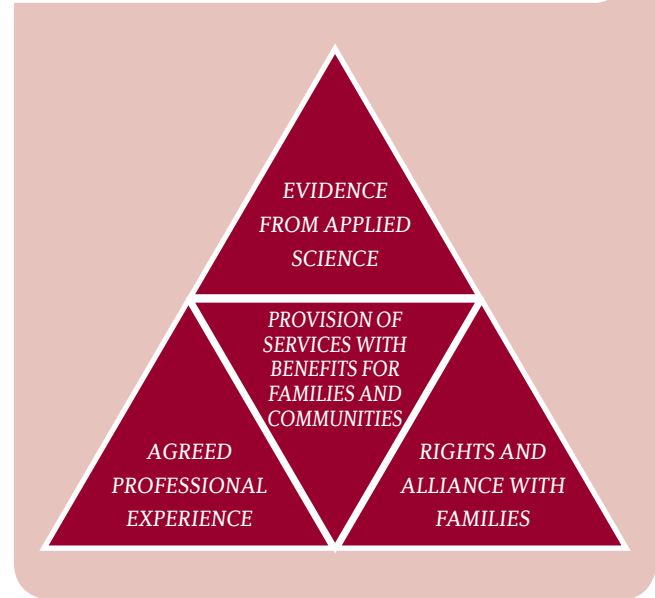 EVIDENCE
FROM APPLIED
SCIENCE
PROVISION OF
SERVICES WITH
BENEFITS FOR
FAMILIES AND
COMMUNITIES
AGREED
PROFESSIONAL
EXPERIENCE
RIGHTS AND
ALLIANCE WITH
FAMILIES